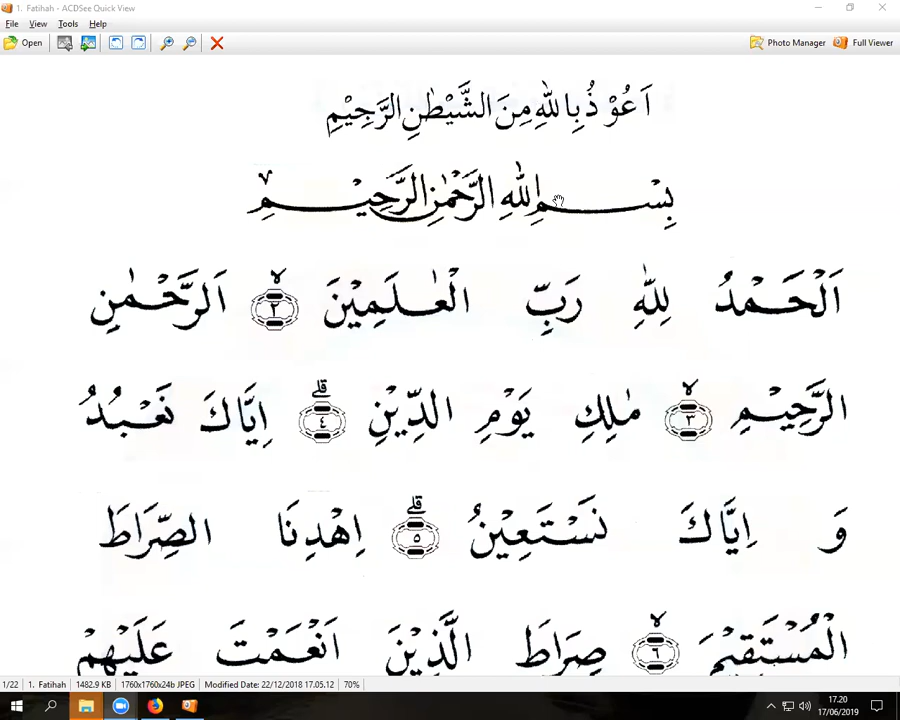 1. Fatihah - ACDSee Quick View
File View Tools Help
Open Photo Manager Full Viewer
اَعُوْذُ بِاللّٰهِ مِنَ الشَّيْطٰنِ الرَّجِيْمِ
بِسْمِ اللّٰهِ الرَّحْمٰنِ الرَّحِيْمِ
اَلْحَمْدُ لِلّٰهِ رَبِّ الْعٰلَمِيْنَ ۙ ٢ اَلرَّحْمٰنِ
الرَّحِيْمِ ۙ ٣ مٰلِكِ يَوْمِ الدِّيْنِ ۗ ٤ اِيَّاكَ نَعْبُدُ
وَ اِيَّاكَ نَسْتَعِيْنُ ۗ ٥ اِهْدِنَا الصِّرَاطَ
الْمُسْتَقِيْمَ ۙ ٦ صِرَاطَ الَّذِيْنَ اَنْعَمْتَ عَلَيْهِمْ
1/22 1. Fatihah 1482.9 KB 1760x1760x24b JPEG Modified Date: 22/12/2018 17.05.12 70%
17.20
17/06/2019